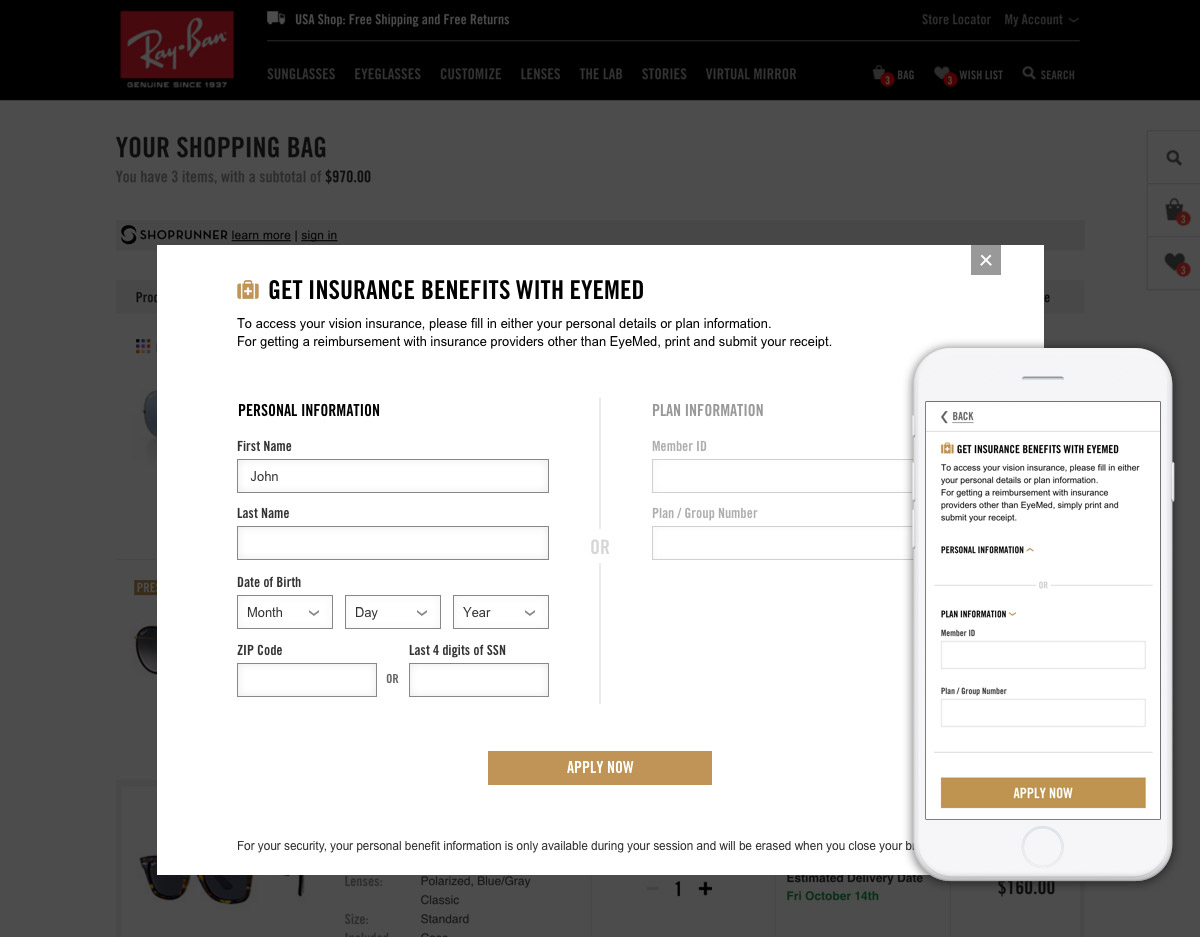 USA Shop: Free Shipping and Free Returns
Store Locator My Account
Ray-Ban
GENUINE SINCE 1937
SUNGLASSES EYEGLASSES CUSTOMIZE LENSES THE LAB STORIES VIRTUAL MIRROR
3 BAG 3 WISH LIST SEARCH
YOUR SHOPPING BAG
You have 3 items, with a subtotal of $970.00
3
3
SHOPRUNNER learn more | sign in
GET INSURANCE BENEFITS WITH EYEMED
To access your vision insurance, please fill in either your personal details or plan information.
For getting a reimbursement with insurance providers other than EyeMed, print and submit your receipt.
PERSONAL INFORMATION
First Name
John
Last Name
Date of Birth
Month Day Year
ZIP Code Last 4 digits of SSN
OR
OR
PLAN INFORMATION
Member ID
Plan / Group Number
APPLY NOW
For your security, your personal benefit information is only available during your session and will be erased when you close your
BACK
GET INSURANCE BENEFITS WITH EYEMED
To access your vision insurance, please fill in either
your personal details or plan information.
For getting a reimbursement with insurance
providers other than EyeMed, simply print and
submit your receipt.
PERSONAL INFORMATION
OR
PLAN INFORMATION
Member ID
Plan / Group Number
APPLY NOW
Lenses: Polarized, Blue/Gray
Classic
Size: Standard
1
Estimated Delivery Date
Fri October 14th
$160.00